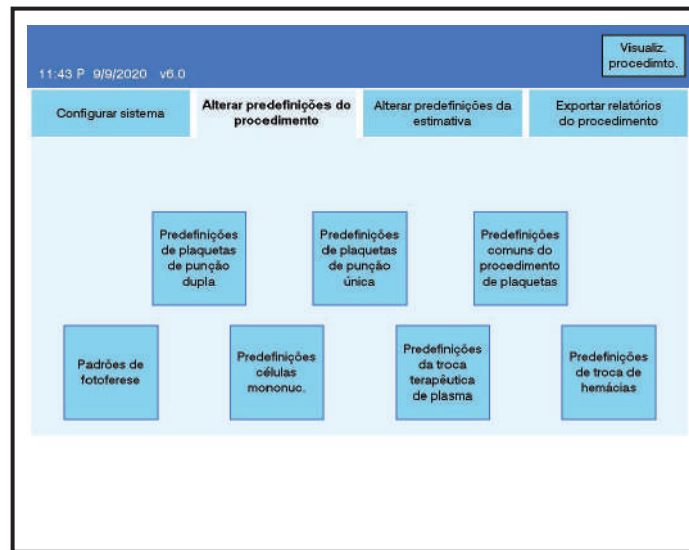 Visualiz.
procedimto.
11:43 P 9/9/2020 v6.0
Configurar sistema
Alterar predefinições do
procedimento
Alterar predefinições da
estimativa
Exportar relatórios
do procedimento
Predefinições
de plaquetas
de punção
dupla
Predefinições
de plaquetas
de punção
única
Predefinições
comuns do
procedimento
de plaquetas
Padrões de
fotoferese
Predefinições
células
mononuc.
Predefinições
da troca
terapêutica
de plasma
Predefinições
de troca de
hemácias